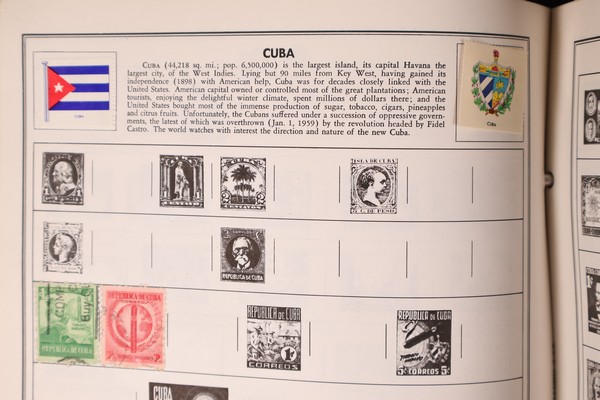 CUBA
CUBA (44,218 sq. mi.; pop. 6,500,000) is the largest island, its capital Havana the
largest city, of the West Indies. Lying but 90 miles from Key West, having gained its
independence (1898) with American help, Cuba was for decades closely linked with the
United States. American capital owned or controlled most of the great plantations; American
tourists, enjoying the delightful winter climate, spent millions of dollars there; and the
United States bought most of the immense production of sugar, tobacco, cigars, pineapples
and citrus fruits. Unfortunately, the Cubans suffered under a succession of oppressive govern-
ments, the latest of which was overthrown (Jan. 1, 1959) by the revolution headed by Fidel
Castro. The world watches with interest the direction and nature of the new Cuba.
CUBA
Cuba
ISLA DE CUBA
DE PESO
REPUBLICA DE CUBA
REPUBLICA DE CUBA
REPUBLICA DE CUBA
1c
CORREOS
REPUBLICA DE CUBA
5c CORREOS 5c
CUBA